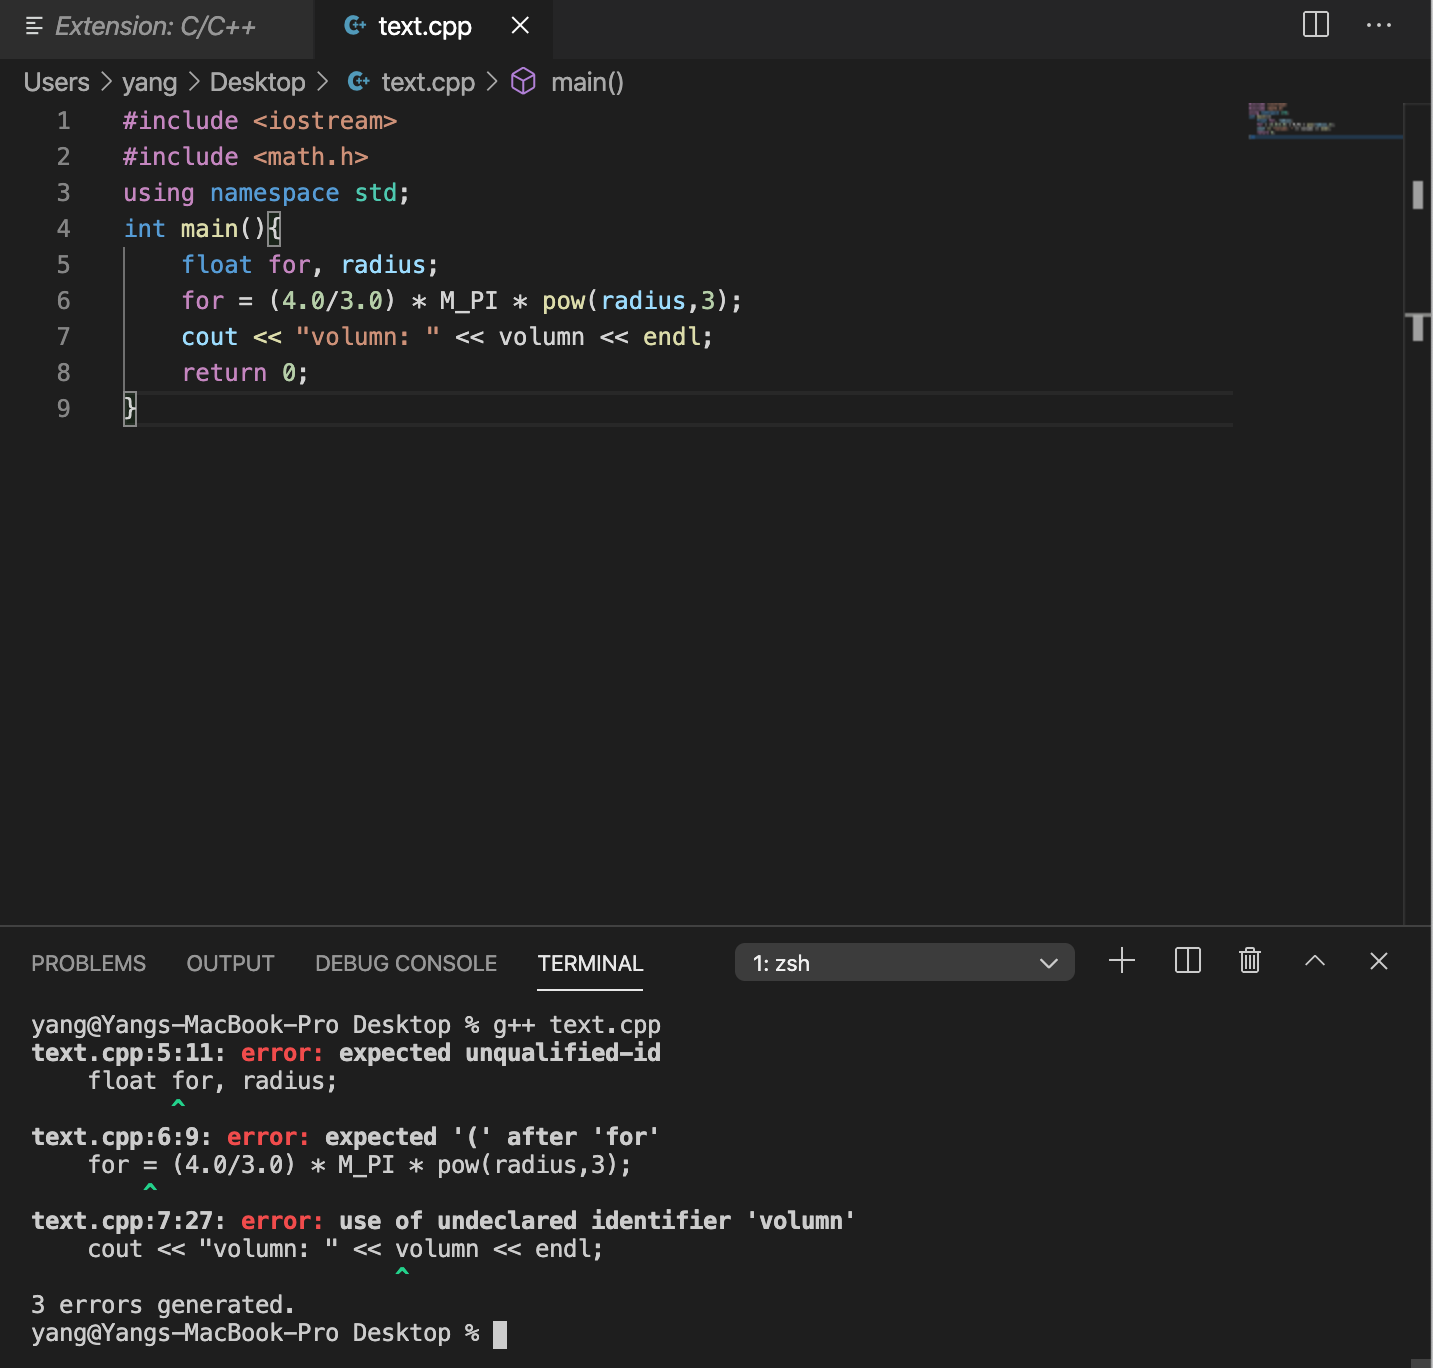 Extension: C/C++
text.cpp
Users > yang > Desktop > text.cpp > main()
1 #include <iostream>
2 #include <math.h>
3 using namespace std;
4 int main(){
5     float for, radius;
6     for = (4.0/3.0) * M_PI * pow(radius,3);
7     cout << "volumn: " << volumn << endl;
8     return 0;
9 }
PROBLEMS OUTPUT DEBUG CONSOLE TERMINAL 1: zsh
yang@Yangs-MacBook-Pro Desktop % g++ text.cpp
text.cpp:5:11: error: expected unqualified-id
    float for, radius;
          ^
text.cpp:6:9: error: expected '(' after 'for'
    for = (4.0/3.0) * M_PI * pow(radius,3);
        ^
text.cpp:7:27: error: use of undeclared identifier 'volumn'
    cout << "volumn: " << volumn << endl;
                          ^
3 errors generated.
yang@Yangs-MacBook-Pro Desktop %